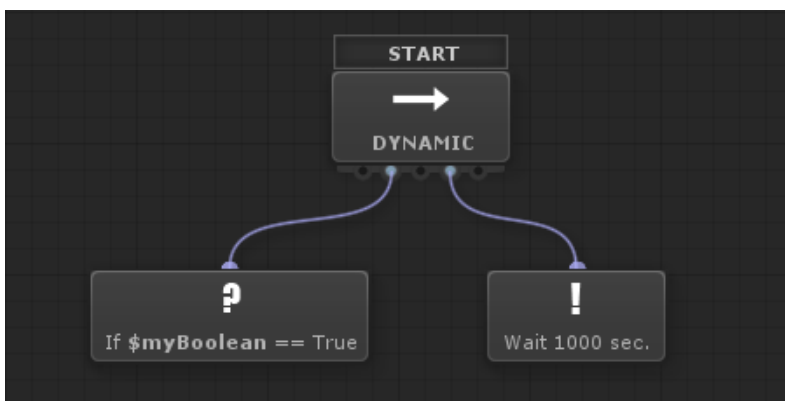 START
DYNAMIC
?
If $myBoolean == True
!
Wait 1000 sec.